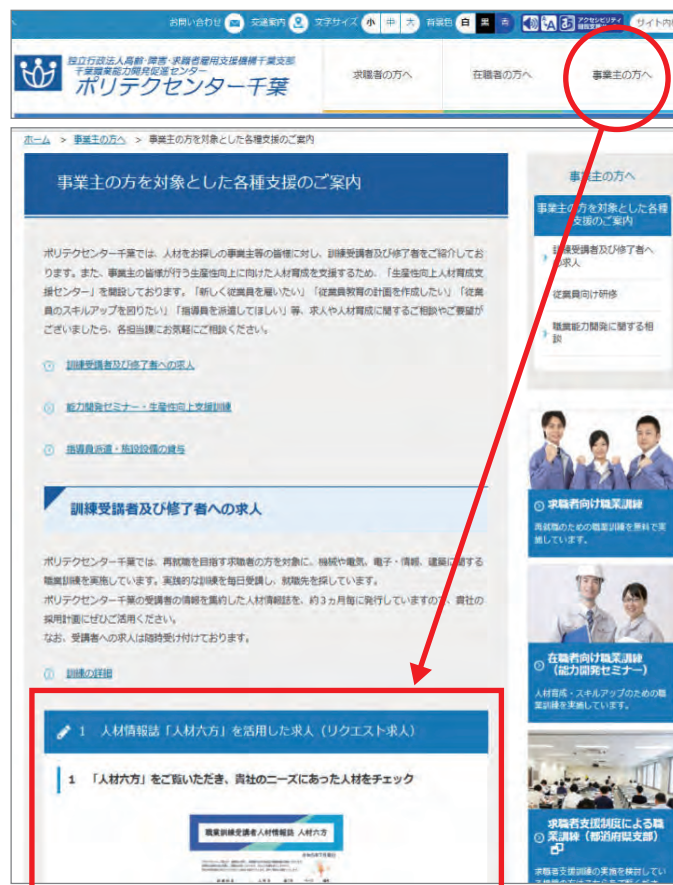 お問い合わせ 交通案内 文字サイズ 小 中 大 背景色 白 黒 青 アクセシビリティ 閲覧支援ツール サイト内
独立行政法人高齢・障害・求職者雇用支援機構千葉支部
千葉職業能力開発促進センター
ポリテクセンター千葉
求職者の方へ 在職者の方へ 事業主の方へ
ホーム > 事業主の方へ > 事業主の方を対象とした各種支援のご案内
事業主の方を対象とした各種支援のご案内
ポリテクセンター千葉では、人材をお探しの事業主等の皆様に対し、訓練受講者及び修了者をご紹介してお
ります。また、事業主の皆様が行う生産性向上に向けた人材育成を支援するため、「生産性向上人材育成支
援センター」を開設しております。「新しく従業員を雇いたい」「従業員教育の計画を作成したい」「従業
員のスキルアップを図りたい」「指導員を派遣してほしい」等、求人や人材育成に関するご相談やご要望が
ございましたら、各担当課にお気軽にご相談ください。
訓練受講者及び修了者への求人
能力開発セミナー・生産性向上支援訓練
指導員派遣・施設設備の貸与
訓練受講者及び修了者への求人
ポリテクセンター千葉では、再就職を目指す求職者の方を対象に、機械や電気、電子・情報、建築に関する
職業訓練を実施しています。実践的な訓練を毎日受講し、就職先を探しています。
ポリテクセンター千葉の受講者の情報を集約した人材情報誌を、約3ヵ月毎に発行していますので、貴社の
採用計画にぜひご活用ください。
なお、受講者への求人は随時受け付けております。
訓練の詳細
1 人材情報誌「人材六方」を活用した求人(リクエスト求人)
1 「人材六方」をご覧いただき、貴社のニーズにあった人材をチェック
職業訓練受講者人材情報誌 人材六方
事業主の方へ
事業主の方を対象とした各種
支援のご案内
訓練受講者及び修了者へ
の求人
従業員向け研修
職業能力開発に関する相
談
求職者向け職業訓練
再就職のための職業訓練を無料で実
施しています。
在職者向け職業訓練
(能力開発セミナー)
人材育成・スキルアップのための職
業訓練を実施しています。
求職者支援制度による職
業訓練(都道府県支部)
求職者支援訓練の実施を検討してい